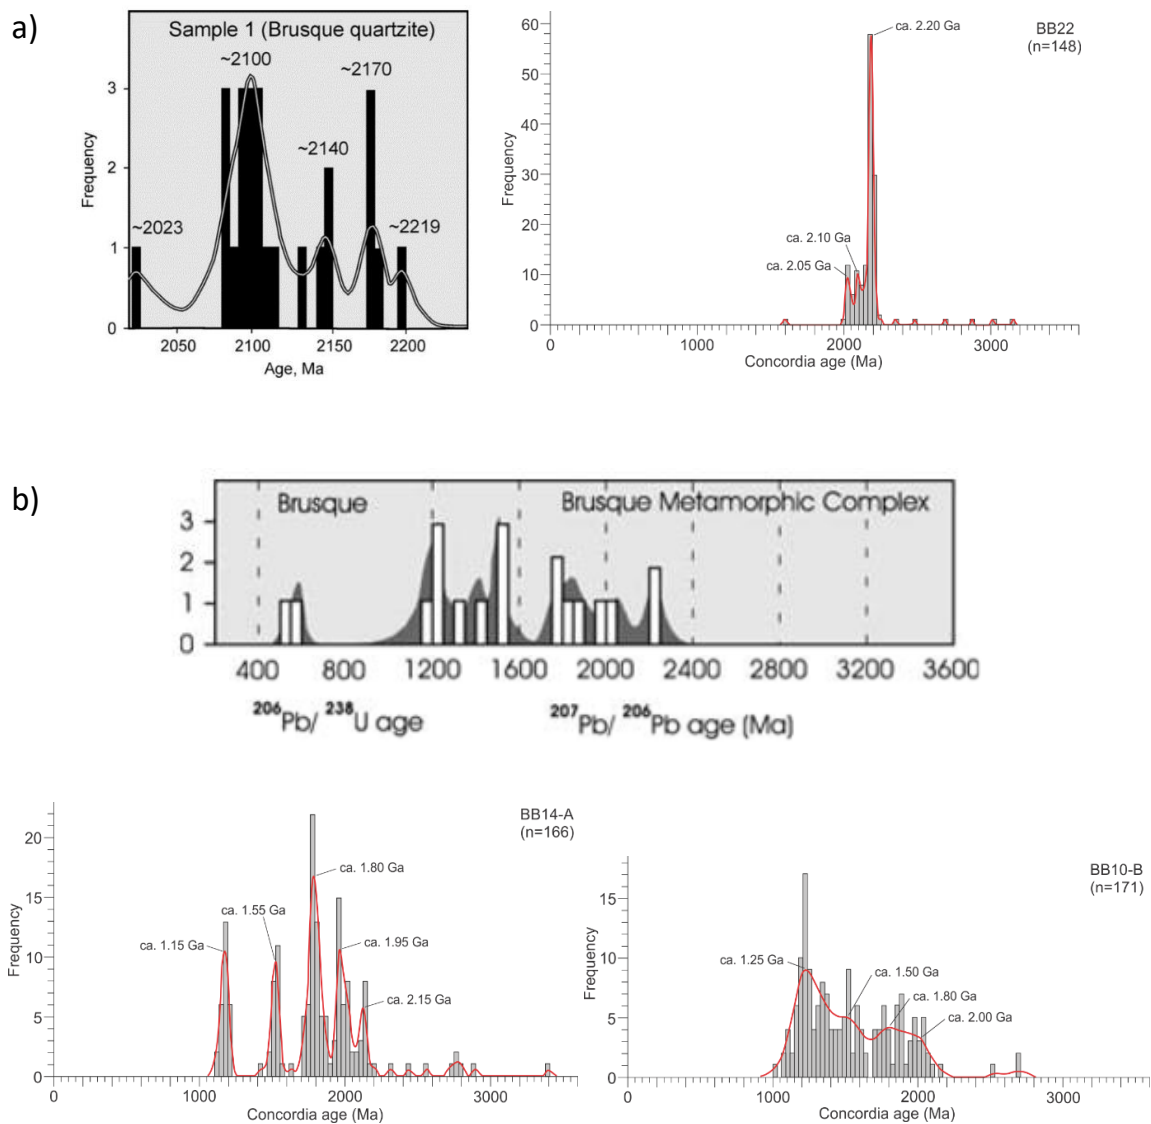 a)
Sample 1 (Brusque quartzite)
~2100
~2170
~2140
~2023
~2219
Frequency
3
2
1
0
2050 2100 2150 2200
Age, Ma
BB22
(n=148)
ca. 2.20 Ga
ca. 2.10 Ga
ca. 2.05 Ga
Frequency
60
50
40
30
20
10
0
0 1000 2000 3000
Concordia age (Ma)
b)
Brusque Brusque Metamorphic Complex
3
2
1
0
400 800 1200 1600 2000 2400 2800 3200 3600
206Pb/ 238U age 207Pb/ 206Pb age (Ma)
BB14-A
(n=166)
ca. 1.80 Ga
ca. 1.55 Ga
ca. 1.15 Ga
ca. 1.95 Ga
ca. 2.15 Ga
Frequency
20
15
10
5
0
0 1000 2000 3000
Concordia age (Ma)
BB10-B
(n=171)
ca. 1.25 Ga
ca. 1.50 Ga
ca. 1.80 Ga
ca. 2.00 Ga
Frequency
15
10
5
0
0 1000 2000 3000
Concordia age (Ma)